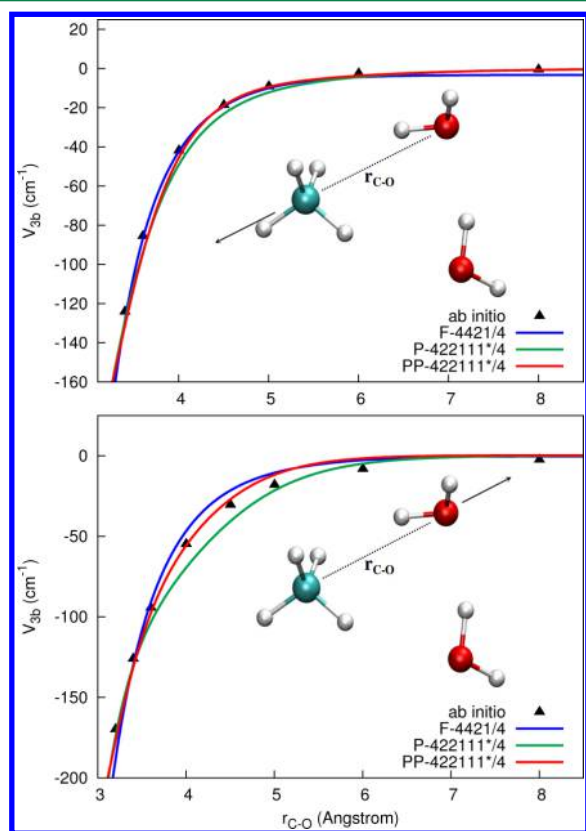 20
0
-20
-40
-60
-80
-100
-120
-140
-160
V3b (cm-1)
4 5 6 7 8
rC-O
ab initio
F-4421/4
P-422111*/4
PP-422111*/4
0
-50
-100
-150
-200
V3b (cm-1)
3 4 5 6 7 8
rC-O
ab initio
F-4421/4
P-422111*/4
PP-422111*/4
rC-O (Angstrom)